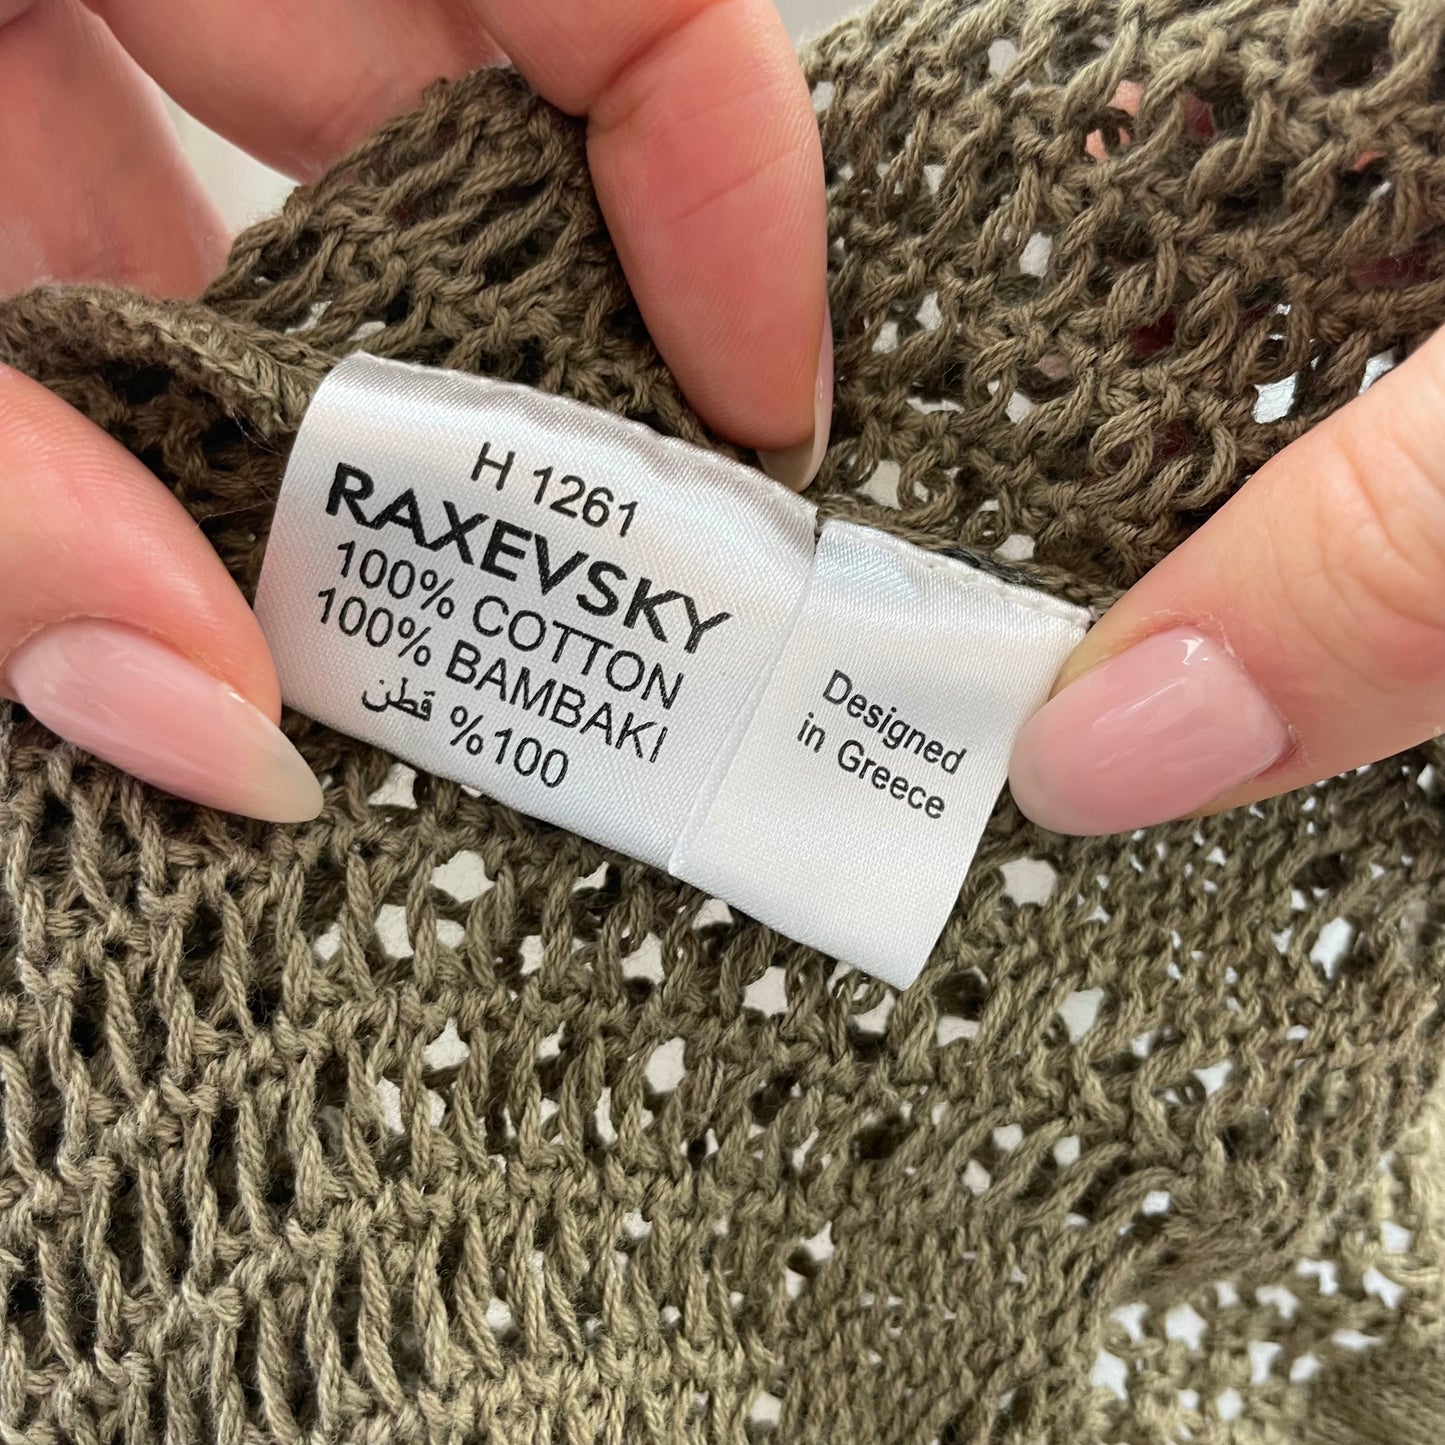 H 1261
RAXEVSKY
100% COTTON
100% BAMBAKI
%100 قطن
Designed
in Greece